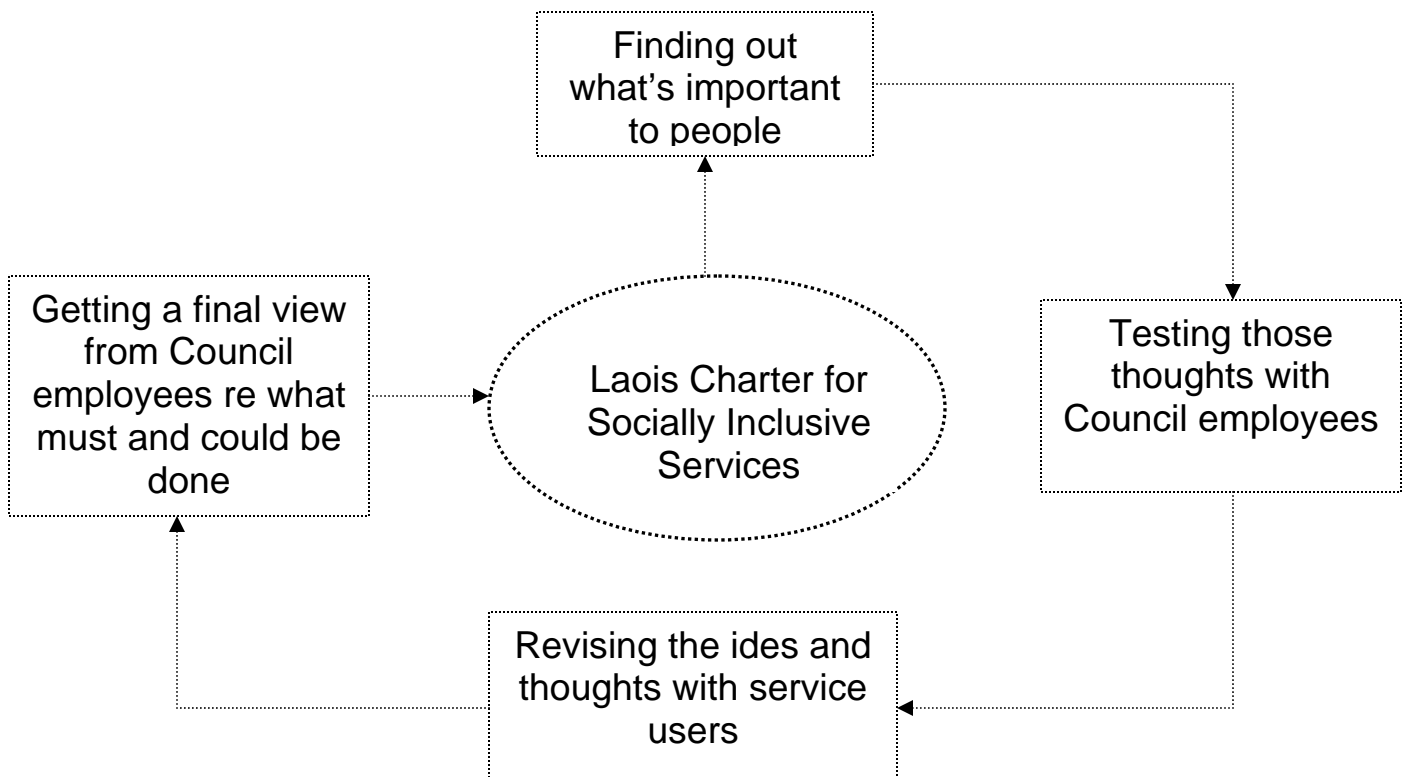 Finding out
what’s important
to people
Getting a final view
from Council
employees re what
must and could be
done
Laois Charter for
Socially Inclusive
Services
Testing those
thoughts with
Council employees
Revising the ides and
thoughts with service
users